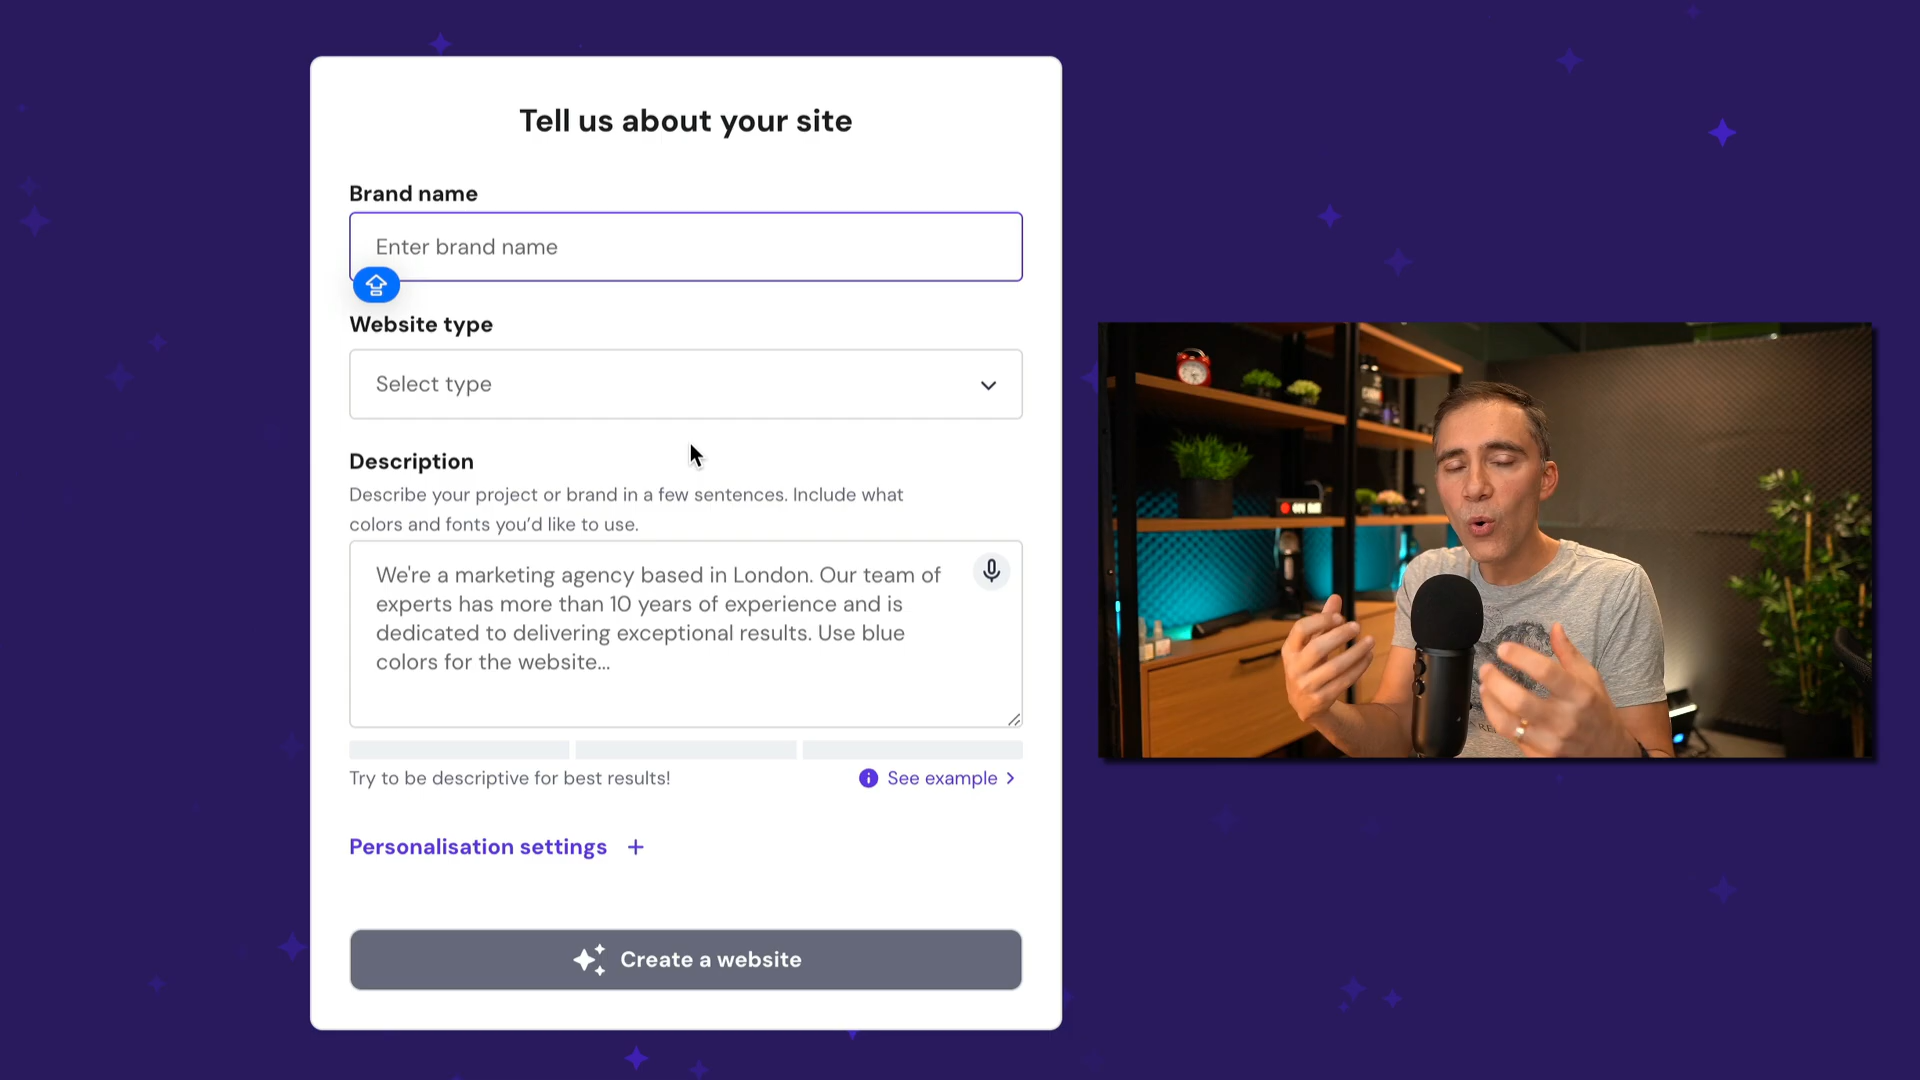 Tell us about your site
Brand name
Enter brand name
Website type
Select type
Description
Describe your project or brand in a few sentences. Include what
colors and fonts you’d like to use.
We're a marketing agency based in London. Our team of
experts has more than 10 years of experience and is
dedicated to delivering exceptional results. Use blue
colors for the website...
Try to be descriptive for best results!
See example
Personalisation settings +
Create a website